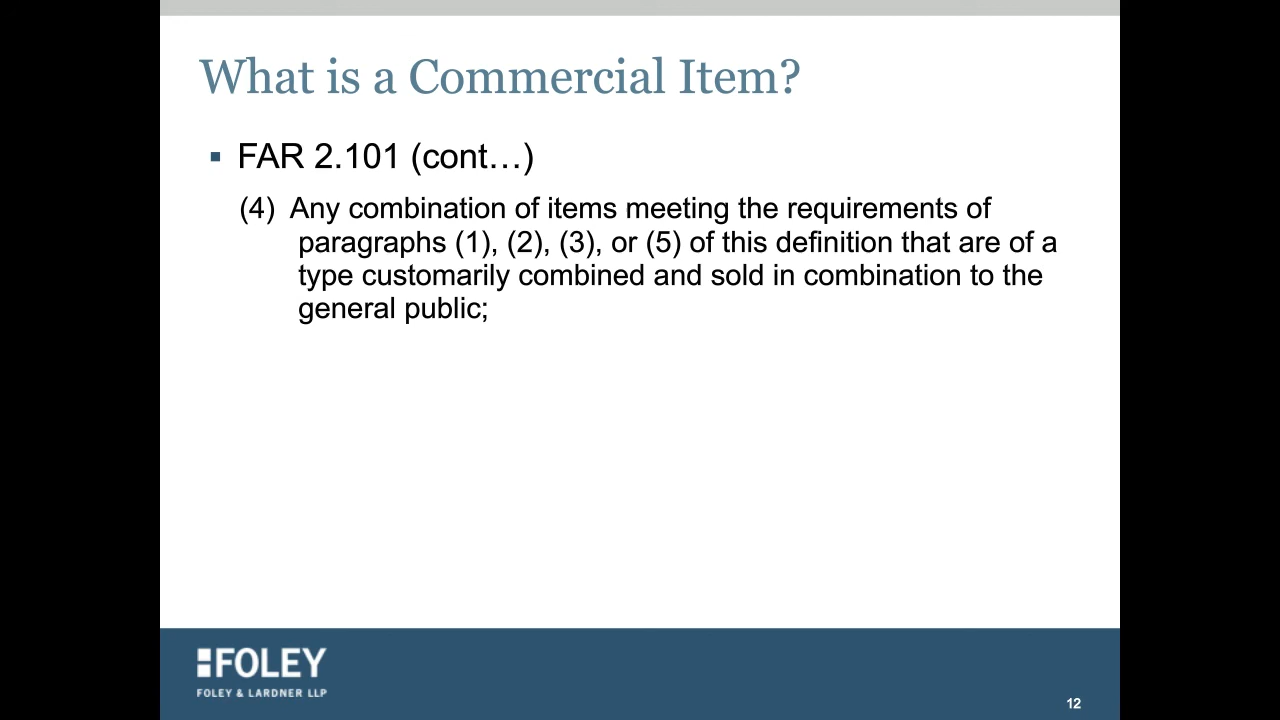 What is a Commercial Item?
▪ FAR 2.101 (cont…)
(4) Any combination of items meeting the requirements of
paragraphs (1), (2), (3), or (5) of this definition that are of a
type customarily combined and sold in combination to the
general public;
FOLEY
FOLEY & LARDNER LLP
12